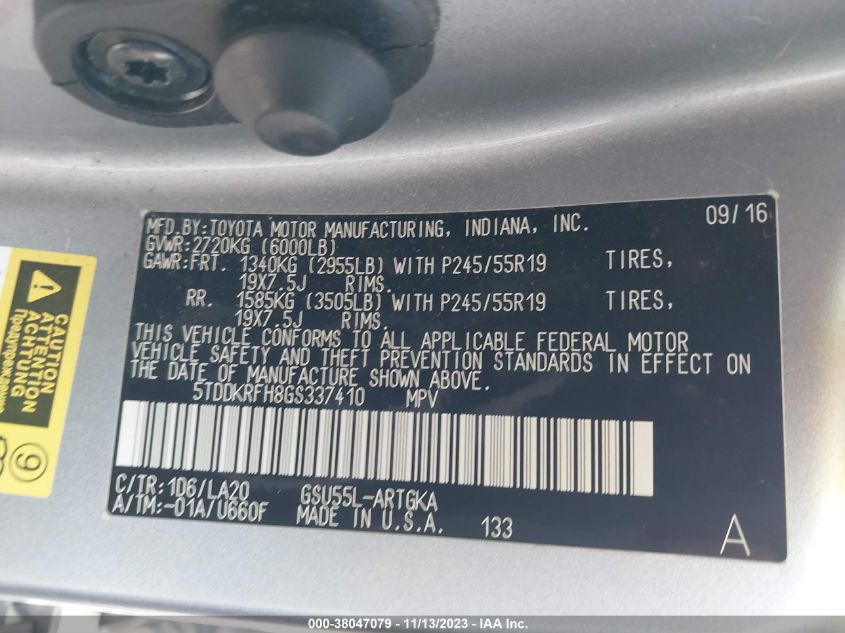 MFD.BY:TOYOTA MOTOR MANUFACTURING, INDIANA, INC. 09/16
GVWR:2720KG (6000LB)
GAWR:FRT. 1340KG (2955LB) WITH P245/55R19 TIRES,
19X7.5J RIMS.
RR. 1585KG (3505LB) WITH P245/55R19 TIRES,
19X7.5J RIMS.
THIS VEHICLE CONFORMS TO ALL APPLICABLE FEDERAL MOTOR
VEHICLE SAFETY AND THEFT PREVENTION STANDARDS IN EFFECT ON
THE DATE OF MANUFACTURE SHOWN ABOVE.
5TDDKRFH8GS337410 MPV
C/TR:1D6/LA20 GSU55L-ARTGKA
A/TM:-01A/U660F MADE IN U.S.A. 133
A
CAUTION
ATTENTION
ACHTUNG
Предупреждение
9
000-38047079 - 11/13/2023 - IAA Inc.